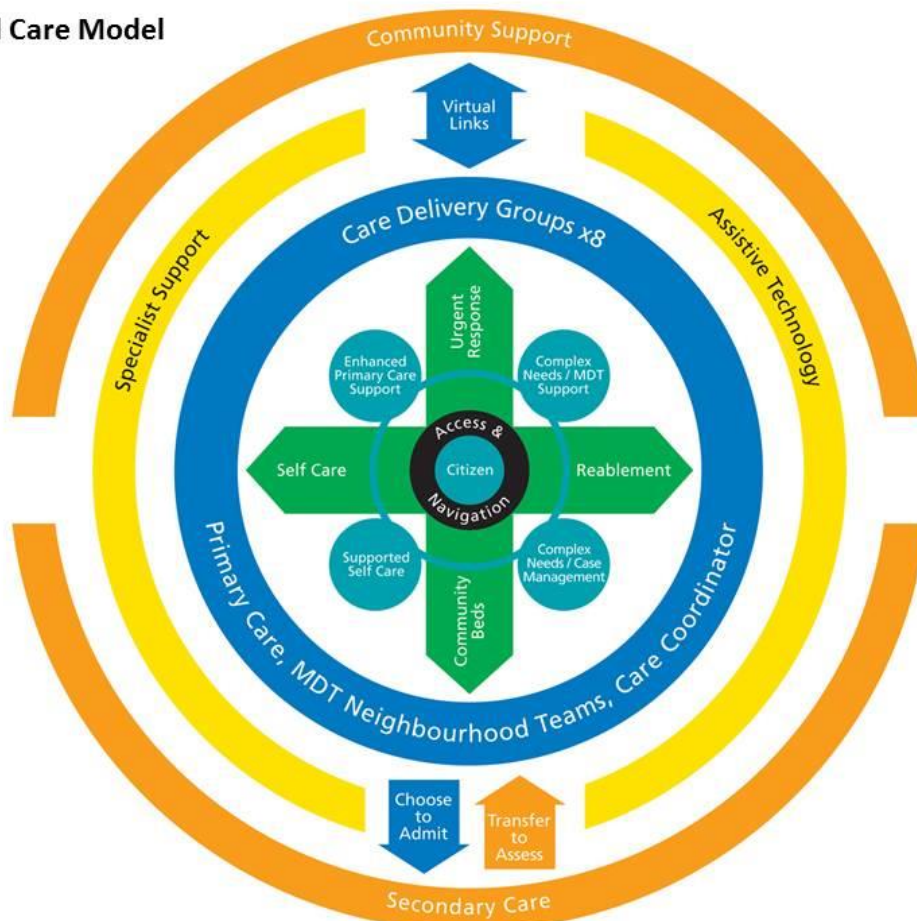 Care Model
Community Support
Virtual
Links
Care Delivery Groups x8
Specialist Support
Assistive Technology
Urgent
Response
Enhanced
Primary Care
Support
Complex
Needs / MDT
Support
Access &
Self Care
Citizen
Reablement
Navigation
Supported
Self Care
Complex
Needs / Case
Management
Community
Beds
Primary Care, MDT Neighbourhood Teams, Care Coordinator
Choose
to
Admit
Transfer
to
Assess
Secondary Care